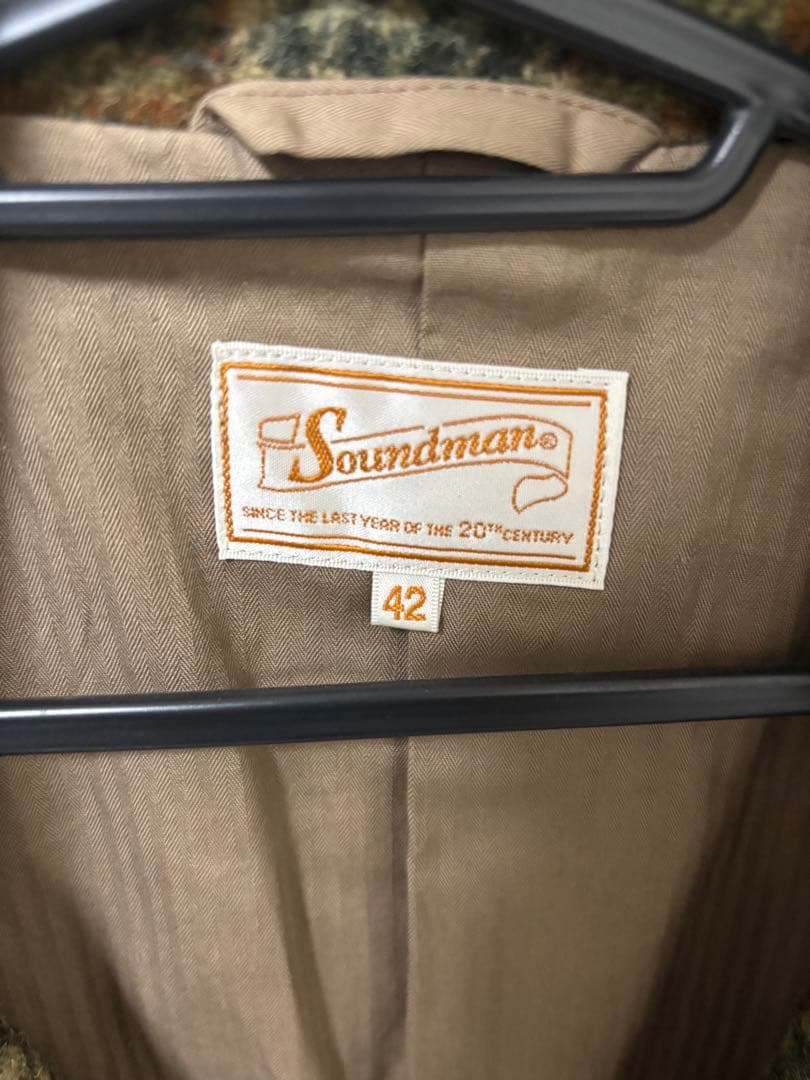 Soundman®
SINCE THE LAST YEAR OF THE 20TH CENTURY
42